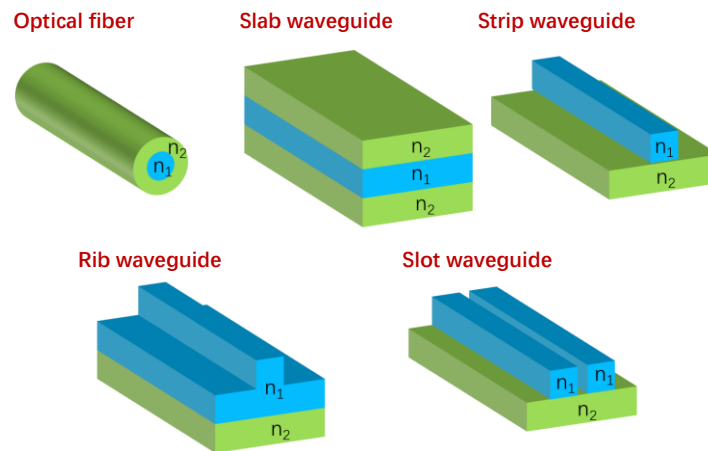 Optical fiber
Slab waveguide
Strip waveguide
n₂
n₁
n₂
n₁
n₂
n₁
n₂
Rib waveguide
Slot waveguide
n₁
n₂
n₁
n₁
n₂